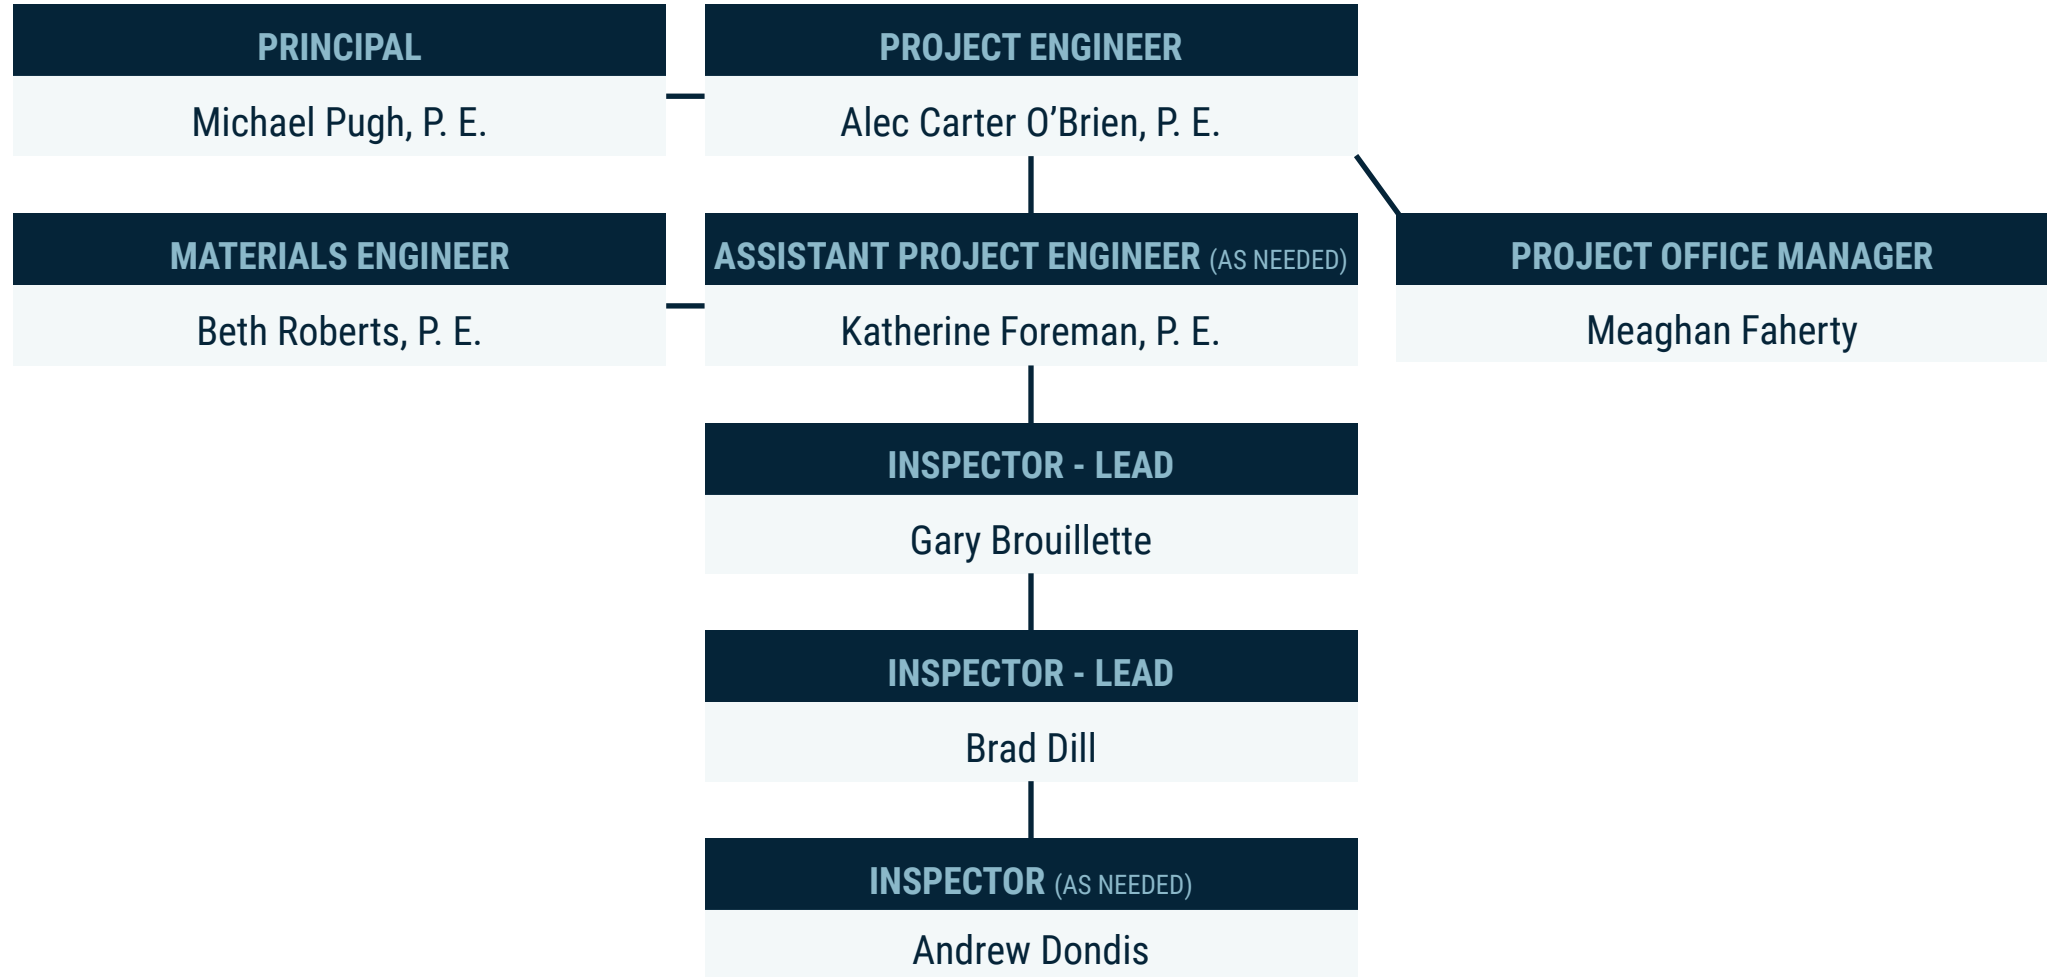 PRINCIPAL
Michael Pugh, P. E.
PROJECT ENGINEER
Alec Carter O’Brien, P. E.
MATERIALS ENGINEER
Beth Roberts, P. E.
ASSISTANT PROJECT ENGINEER (AS NEEDED)
Katherine Foreman, P. E.
PROJECT OFFICE MANAGER
Meaghan Faherty
INSPECTOR - LEAD
Gary Brouillette
INSPECTOR - LEAD
Brad Dill
INSPECTOR (AS NEEDED)
Andrew Dondis